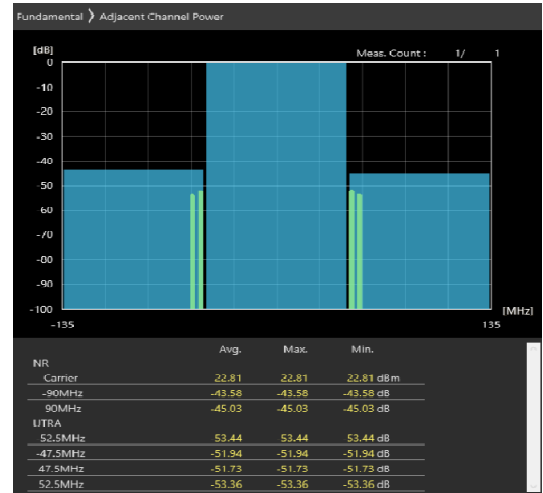 Fundamental 》 Adjacent Channel Power
[dB]
Meas. Count : 1/ 1
0
-10
-20
-30
-40
-50
60
-70
-80
-90
-100
[MHz]
-135 135
Avg. Max. Min.
NR
Carrier 22.81 22.81 22.81 dBm
-90MHz -43.58 -43.58 -43.58 dB
90MHz -45.03 -45.03 -45.03 dB
UTRA
52.5MHz 53.44 53.44 53.44 dB
-47.5MHz -51.94 -51.94 -51.94 dB
47.5MHz -51.73 -51.73 -51.73 dB
52.5MHz -53.36 -53.36 -53.36 dB